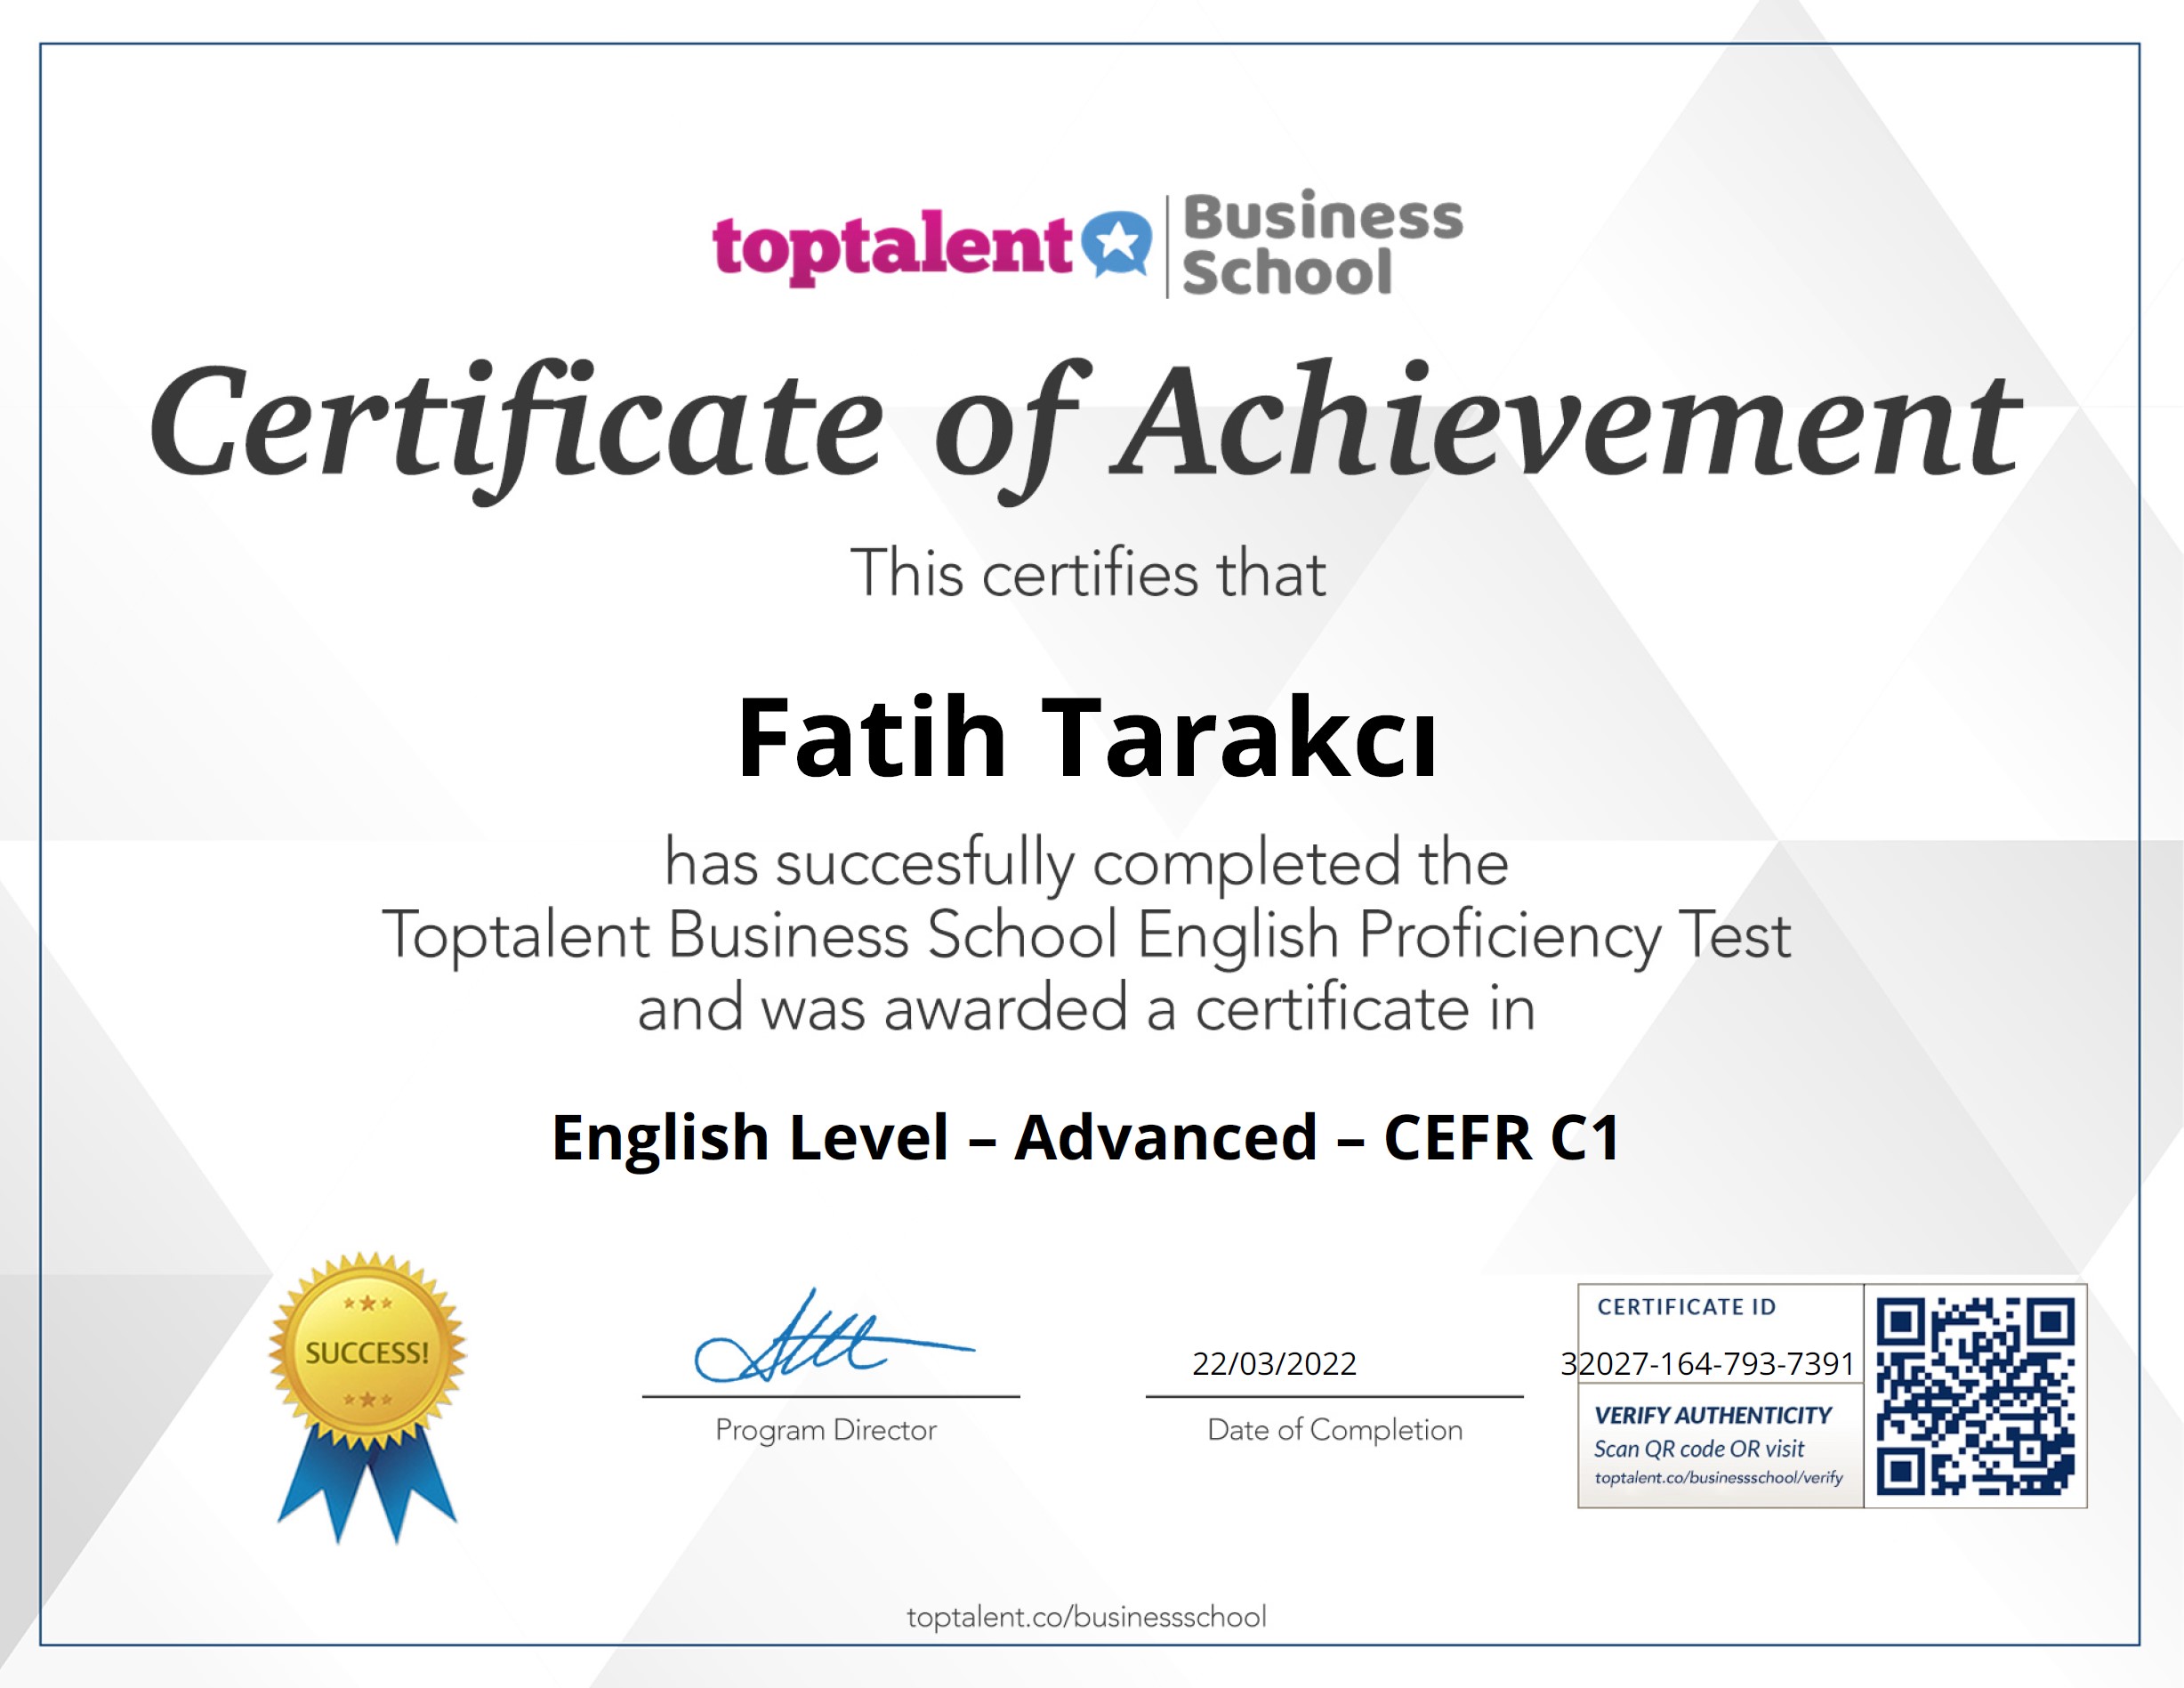 toptalent Business School
Certificate of Achievement
This certifies that
Fatih Tarakcı
has succesfully completed the
Toptalent Business School English Proficiency Test
and was awarded a certificate in
English Level – Advanced – CEFR C1
SUCCESS!
Program Director
22/03/2022
Date of Completion
CERTIFICATE ID
32027-164-793-7391
VERIFY AUTHENTICITY
Scan QR code OR visit
toptalent.co/businessschool/verify
toptalent.co/businessschool